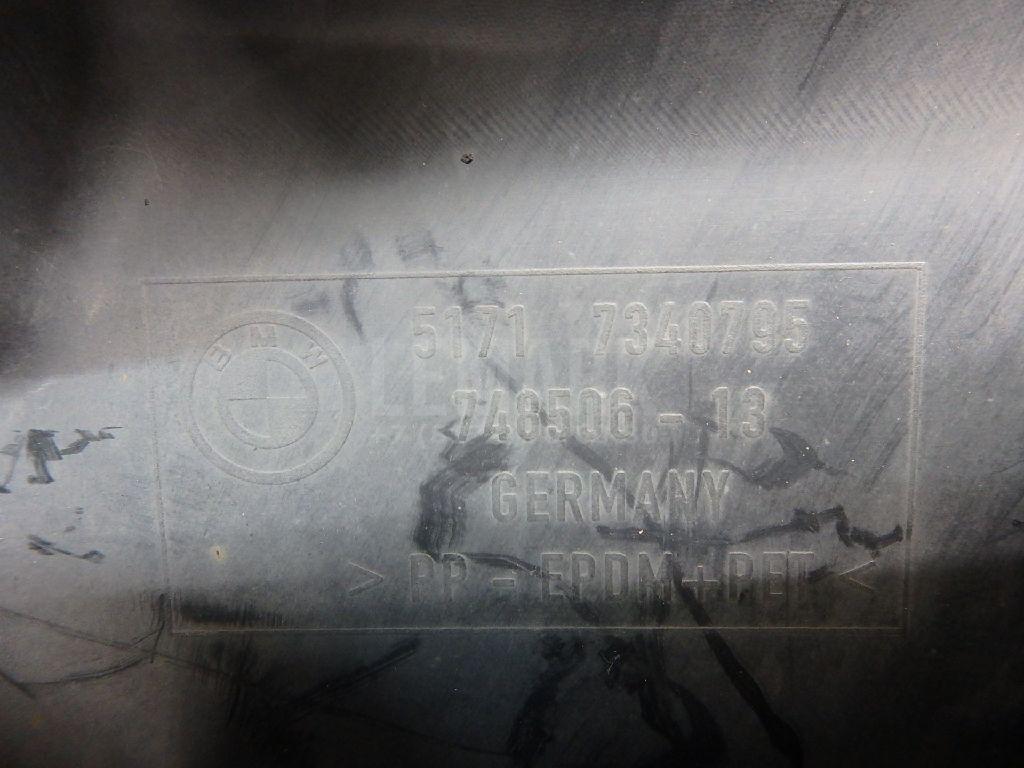 BMW
5171 7340795
748506 - 13
GERMANY
> PP - EPDM+PET <